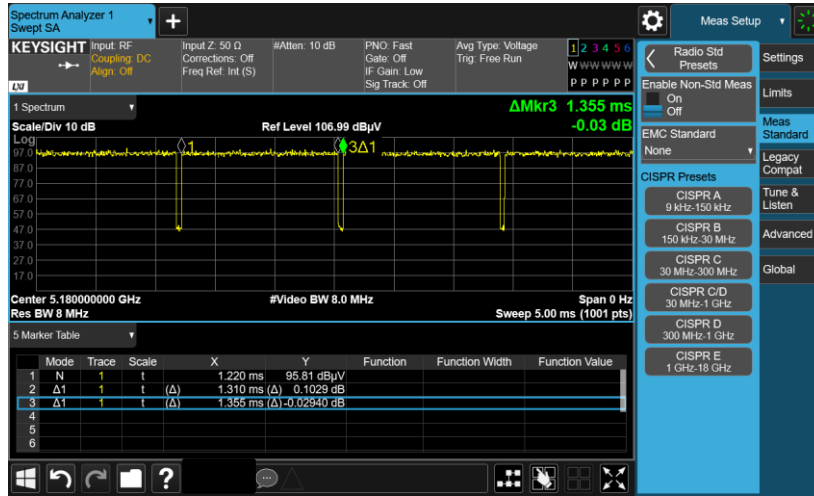 Spectrum Analyzer 1
Swept SA
+
Meas Setup
KEYSIGHT
Input: RF
Coupling: DC
Align: Off
Input Z: 50 Ω
Corrections: Off
Freq Ref: Int (S)
#Atten: 10 dB
PNO: Fast
Gate: Off
IF Gain: Low
Sig Track: Off
Avg Type: Voltage
Trig: Free Run
1 2 3 4 5 6
W W W W W W
P P P P P P
LXI
1 Spectrum
ΔMkr3 1.355 ms
-0.03 dB
Scale/Div 10 dB
Ref Level 106.99 dBµV
Log
97.0
87.0
77.0
67.0
57.0
47.0
37.0
27.0
17.0
1
3Δ1
Center 5.180000000 GHz
#Video BW 8.0 MHz
Span 0 Hz
Res BW 8 MHz
Sweep 5.00 ms (1001 pts)
5 Marker Table
Mode Trace Scale X Y Function Function Width Function Value
1 N 1 t 1.220 ms 95.81 dBµV
2 Δ1 1 t (Δ) 1.310 ms (Δ) 0.1029 dB
3 Δ1 1 t (Δ) 1.355 ms (Δ) -0.02940 dB
4
5
6
?
Radio Std
Presets
Enable Non-Std Meas
On
Off
EMC Standard
None
CISPR Presets
CISPR A
9 kHz-150 kHz
CISPR B
150 kHz-30 MHz
CISPR C
30 MHz-300 MHz
CISPR C/D
30 MHz-1 GHz
CISPR D
300 MHz-1 GHz
CISPR E
1 GHz-18 GHz
Settings
Limits
Meas
Standard
Legacy
Compat
Tune &
Listen
Advanced
Global